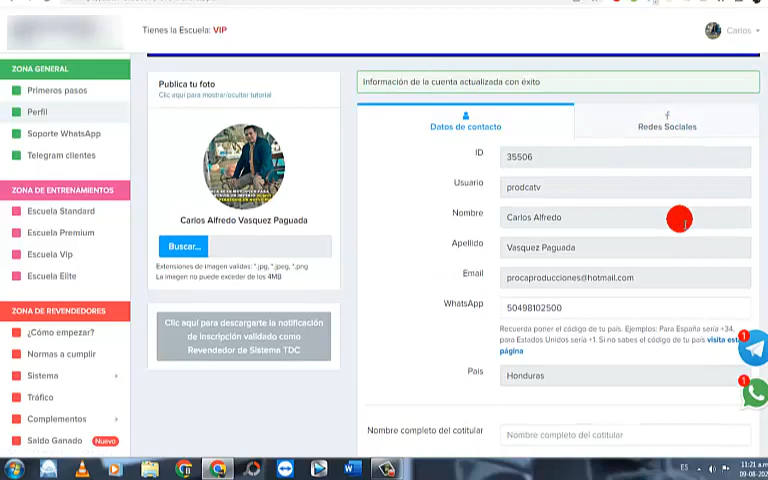 Tienes la Escuela: VIP
Carlos
ZONA GENERAL
Primeros pasos
Perfil
Soporte WhatsApp
Telegram clientes
ZONA DE ENTRENAMIENTOS
Escuela Standard
Escuela Premium
Escuela Vip
Escuela Elite
ZONA DE REVENDEDORES
¿Cómo empezar?
Normas a cumplir
Sistema
Tráfico
Complementos
Saldo Ganado Nuevo
Publica tu foto
Clic aquí para mostrar/ocultar tutorial
Carlos Alfredo Vasquez Paguada
Buscar...
Extensiones de imagen validas: *.jpg, *.jpeg, *.png
La imagen no puede exceder de los 4MB
Clic aquí para descargarte la notificación
de inscripción validado como
Revendedor de Sistema TDC
Información de la cuenta actualizada con éxito
Datos de contacto
Redes Sociales
ID 35506
Usuario prodcatv
Nombre Carlos Alfredo
Apellido Vasquez Paguada
Email procaproducciones@hotmail.com
WhatsApp 50498102500
Recuerda poner el código de tu país. Ejemplos: Para España sería +34,
para Estados Unidos sería +1. Si no sabes el código de tu país visita
página
País Honduras
Nombre completo del cotitular Nombre completo del cotitular
1
1
ES
11:21 a.m